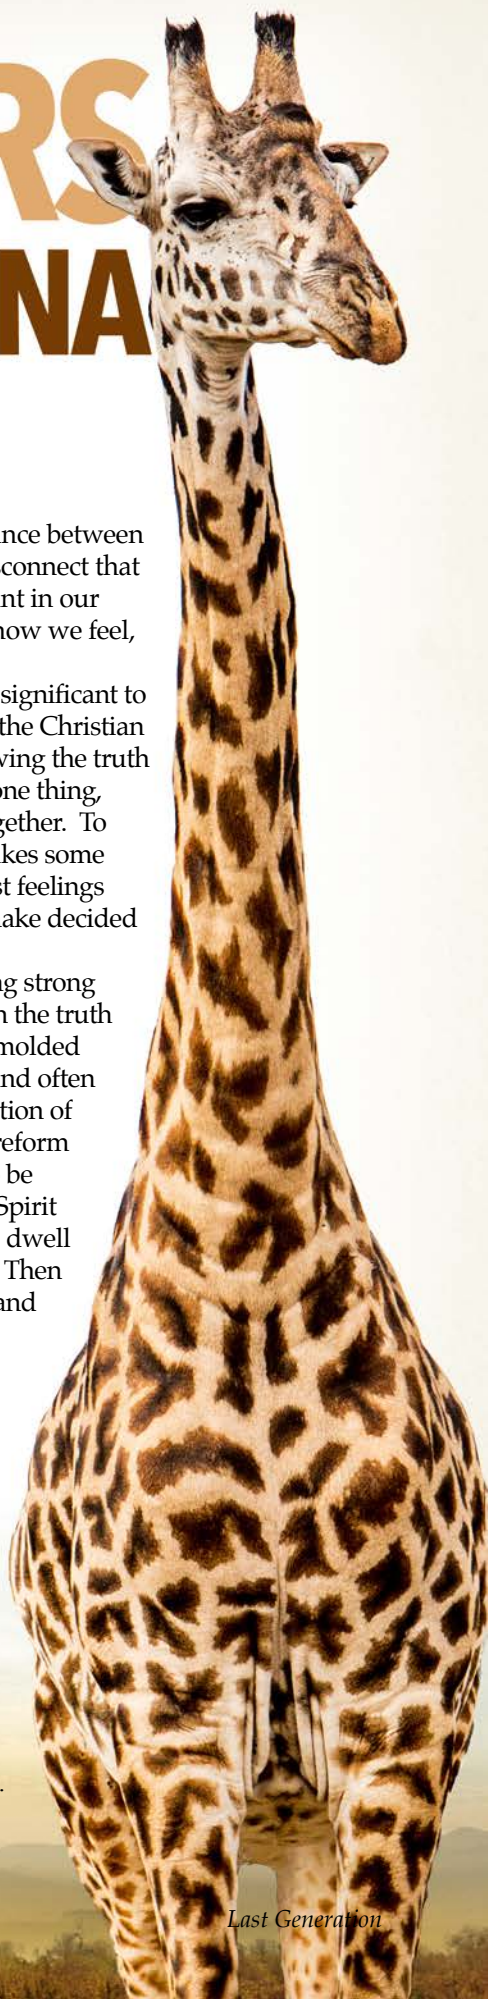 RS
NA
nce between
connect that
nt in our
how we feel,
significant to
the Christian
wing the truth
one thing,
gether. To
kes some
st feelings
ake decided
ng strong
n the truth
molded
nd often
tion of
reform
be
Spirit
dwell
Then
and
Last Generation